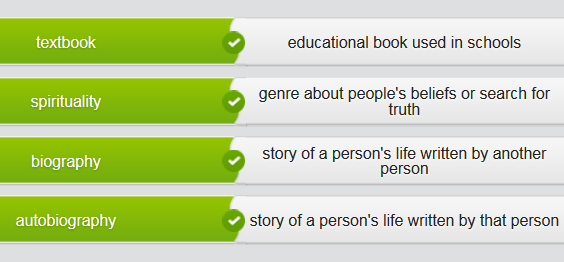 textbook
educational book used in schools
spirituality
genre about people's beliefs or search for
truth
biography
story of a person's life written by another
person
autobiography
story of a person's life written by that person